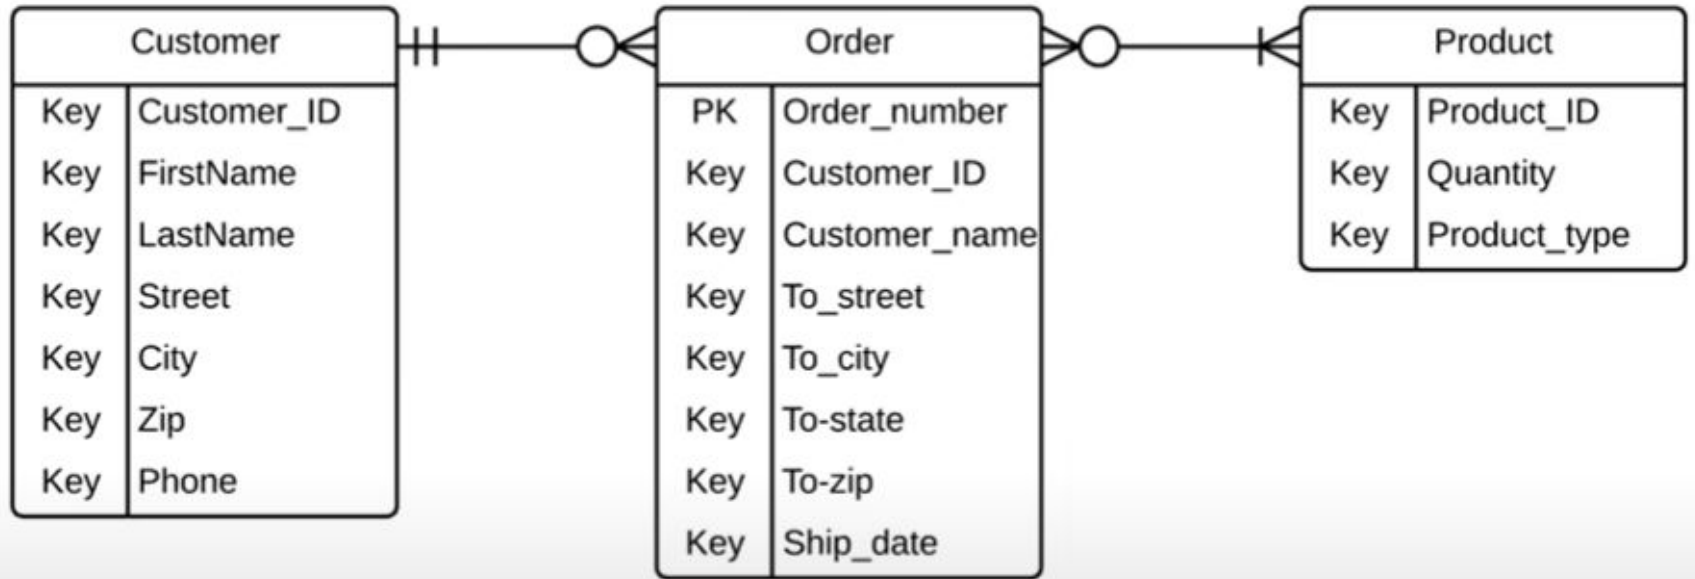 Customer
Key Customer_ID
Key FirstName
Key LastName
Key Street
Key City
Key Zip
Key Phone
Order
PK Order_number
Key Customer_ID
Key Customer_name
Key To_street
Key To_city
Key To-state
Key To-zip
Key Ship_date
Product
Key Product_ID
Key Quantity
Key Product_type